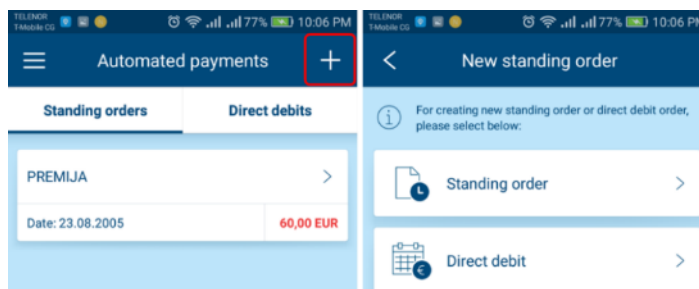 TELENOR
T-Mobile CG
77% 10:06 PM
Automated payments
Standing orders
Direct debits
PREMIJA
Date: 23.08.2005
60,00 EUR
TELENOR
T-Mobile CG
77% 10:06 PM
New standing order
For creating new standing order or direct debit order,
please select below:
Standing order
Direct debit